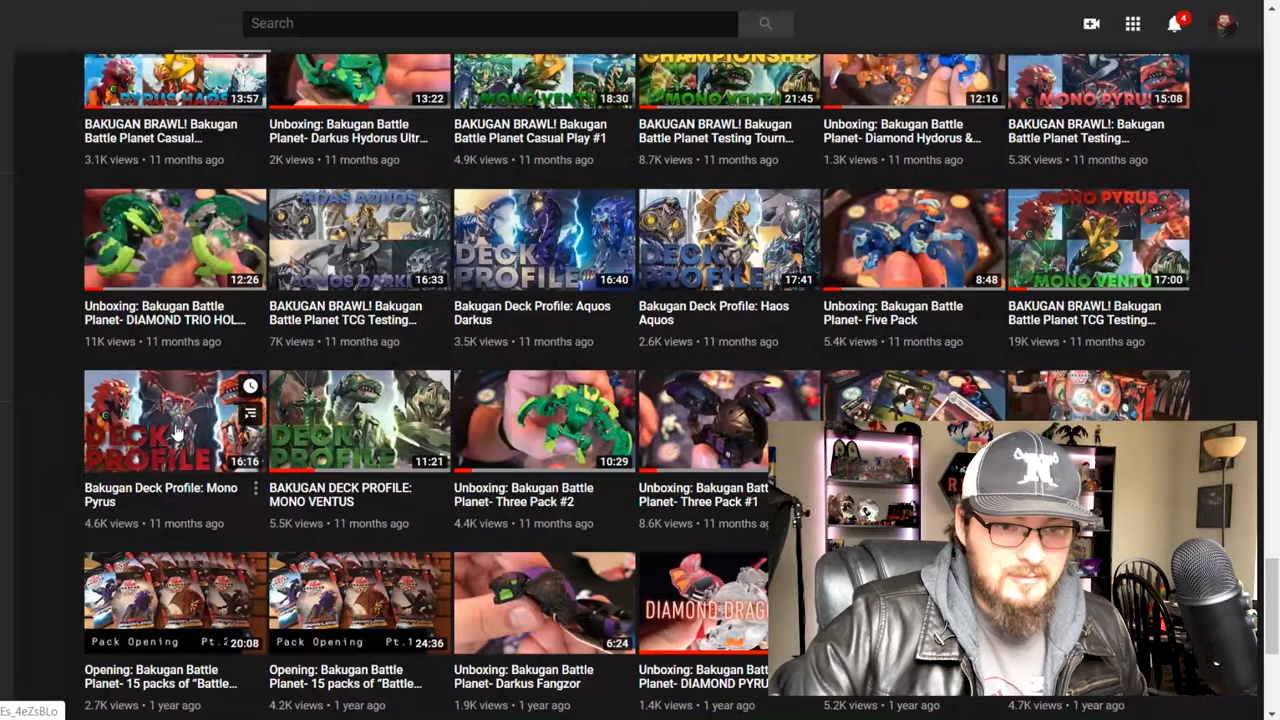 Search
4
PYRUS HAOS
13:57
13:22
MONO VENTU
18:30
CHAMPIONSHIP
MONO VENTU
21:45
12:16
MONO PYRUS
15:08
BAKUGAN BRAWL! Bakugan
Battle Planet Casual...
3.1K views • 11 months ago
Unboxing: Bakugan Battle
Planet- Darkus Hydorus Ultr...
2K views • 11 months ago
BAKUGAN BRAWL! Bakugan
Battle Planet Casual Play #1
4.9K views • 11 months ago
BAKUGAN BRAWL! Bakugan
Battle Planet Testing Tourn...
8.7K views • 11 months ago
Unboxing: Bakugan Battle
Planet- Diamond Hydorus &...
1.3K views • 11 months ago
BAKUGAN BRAWL!: Bakugan
Battle Planet Testing...
5.3K views • 11 months ago
12:26
HOAS AQUOS
VS
AQUOS DARK
16:33
DECK
PROFILE
16:40
DECK
PROFILE
17:41
8:48
MONO PYRUS
VS
MONO VENTU
17:00
Unboxing: Bakugan Battle
Planet- DIAMOND TRIO HOL...
11K views • 11 months ago
BAKUGAN BRAWL! Bakugan
Battle Planet TCG Testing...
7K views • 11 months ago
Bakugan Deck Profile: Aquos
Darkus
3.5K views • 11 months ago
Bakugan Deck Profile: Haos
Aquos
2.6K views • 11 months ago
Unboxing: Bakugan Battle
Planet- Five Pack
5.4K views • 11 months ago
BAKUGAN BRAWL! Bakugan
Battle Planet TCG Testing...
19K views • 11 months ago
DECK
PROFILE
16:16
DECK
PROFILE
11:21
10:29
Bakugan Deck Profile: Mono
Pyrus
4.6K views • 11 months ago
BAKUGAN DECK PROFILE:
MONO VENTUS
5.5K views • 11 months ago
Unboxing: Bakugan Battle
Planet- Three Pack #2
4.4K views • 11 months ago
Unboxing: Bakugan Batt
Planet- Three Pack #1
8.6K views • 11 months ag
N
Pack Opening Pt.2
20:08
Pack Opening Pt.1
24:36
6:24
DIAMOND DRAG
Opening: Bakugan Battle
Planet- 15 packs of "Battle...
2.7K views • 1 year ago
Opening: Bakugan Battle
Planet- 15 packs of "Battle...
4.2K views • 1 year ago
Unboxing: Bakugan Battle
Planet- Darkus Fangzor
1.9K views • 1 year ago
Unboxing: Bakugan Batt
Planet- DIAMOND PYRU
1.4K views • 1 year ago
5.2K views • 1 year ago
4.7K views • 1 year ago
Es_4eZsBLo